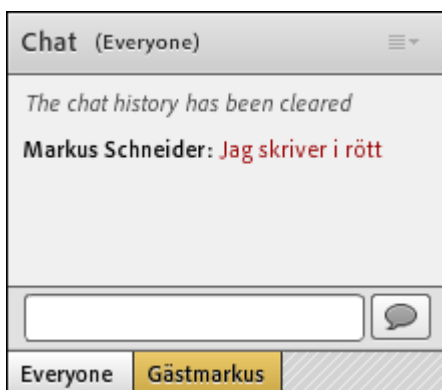 Chat (Everyone)
The chat history has been cleared
Markus Schneider: Jag skriver i rött
Everyone Gästmarkus